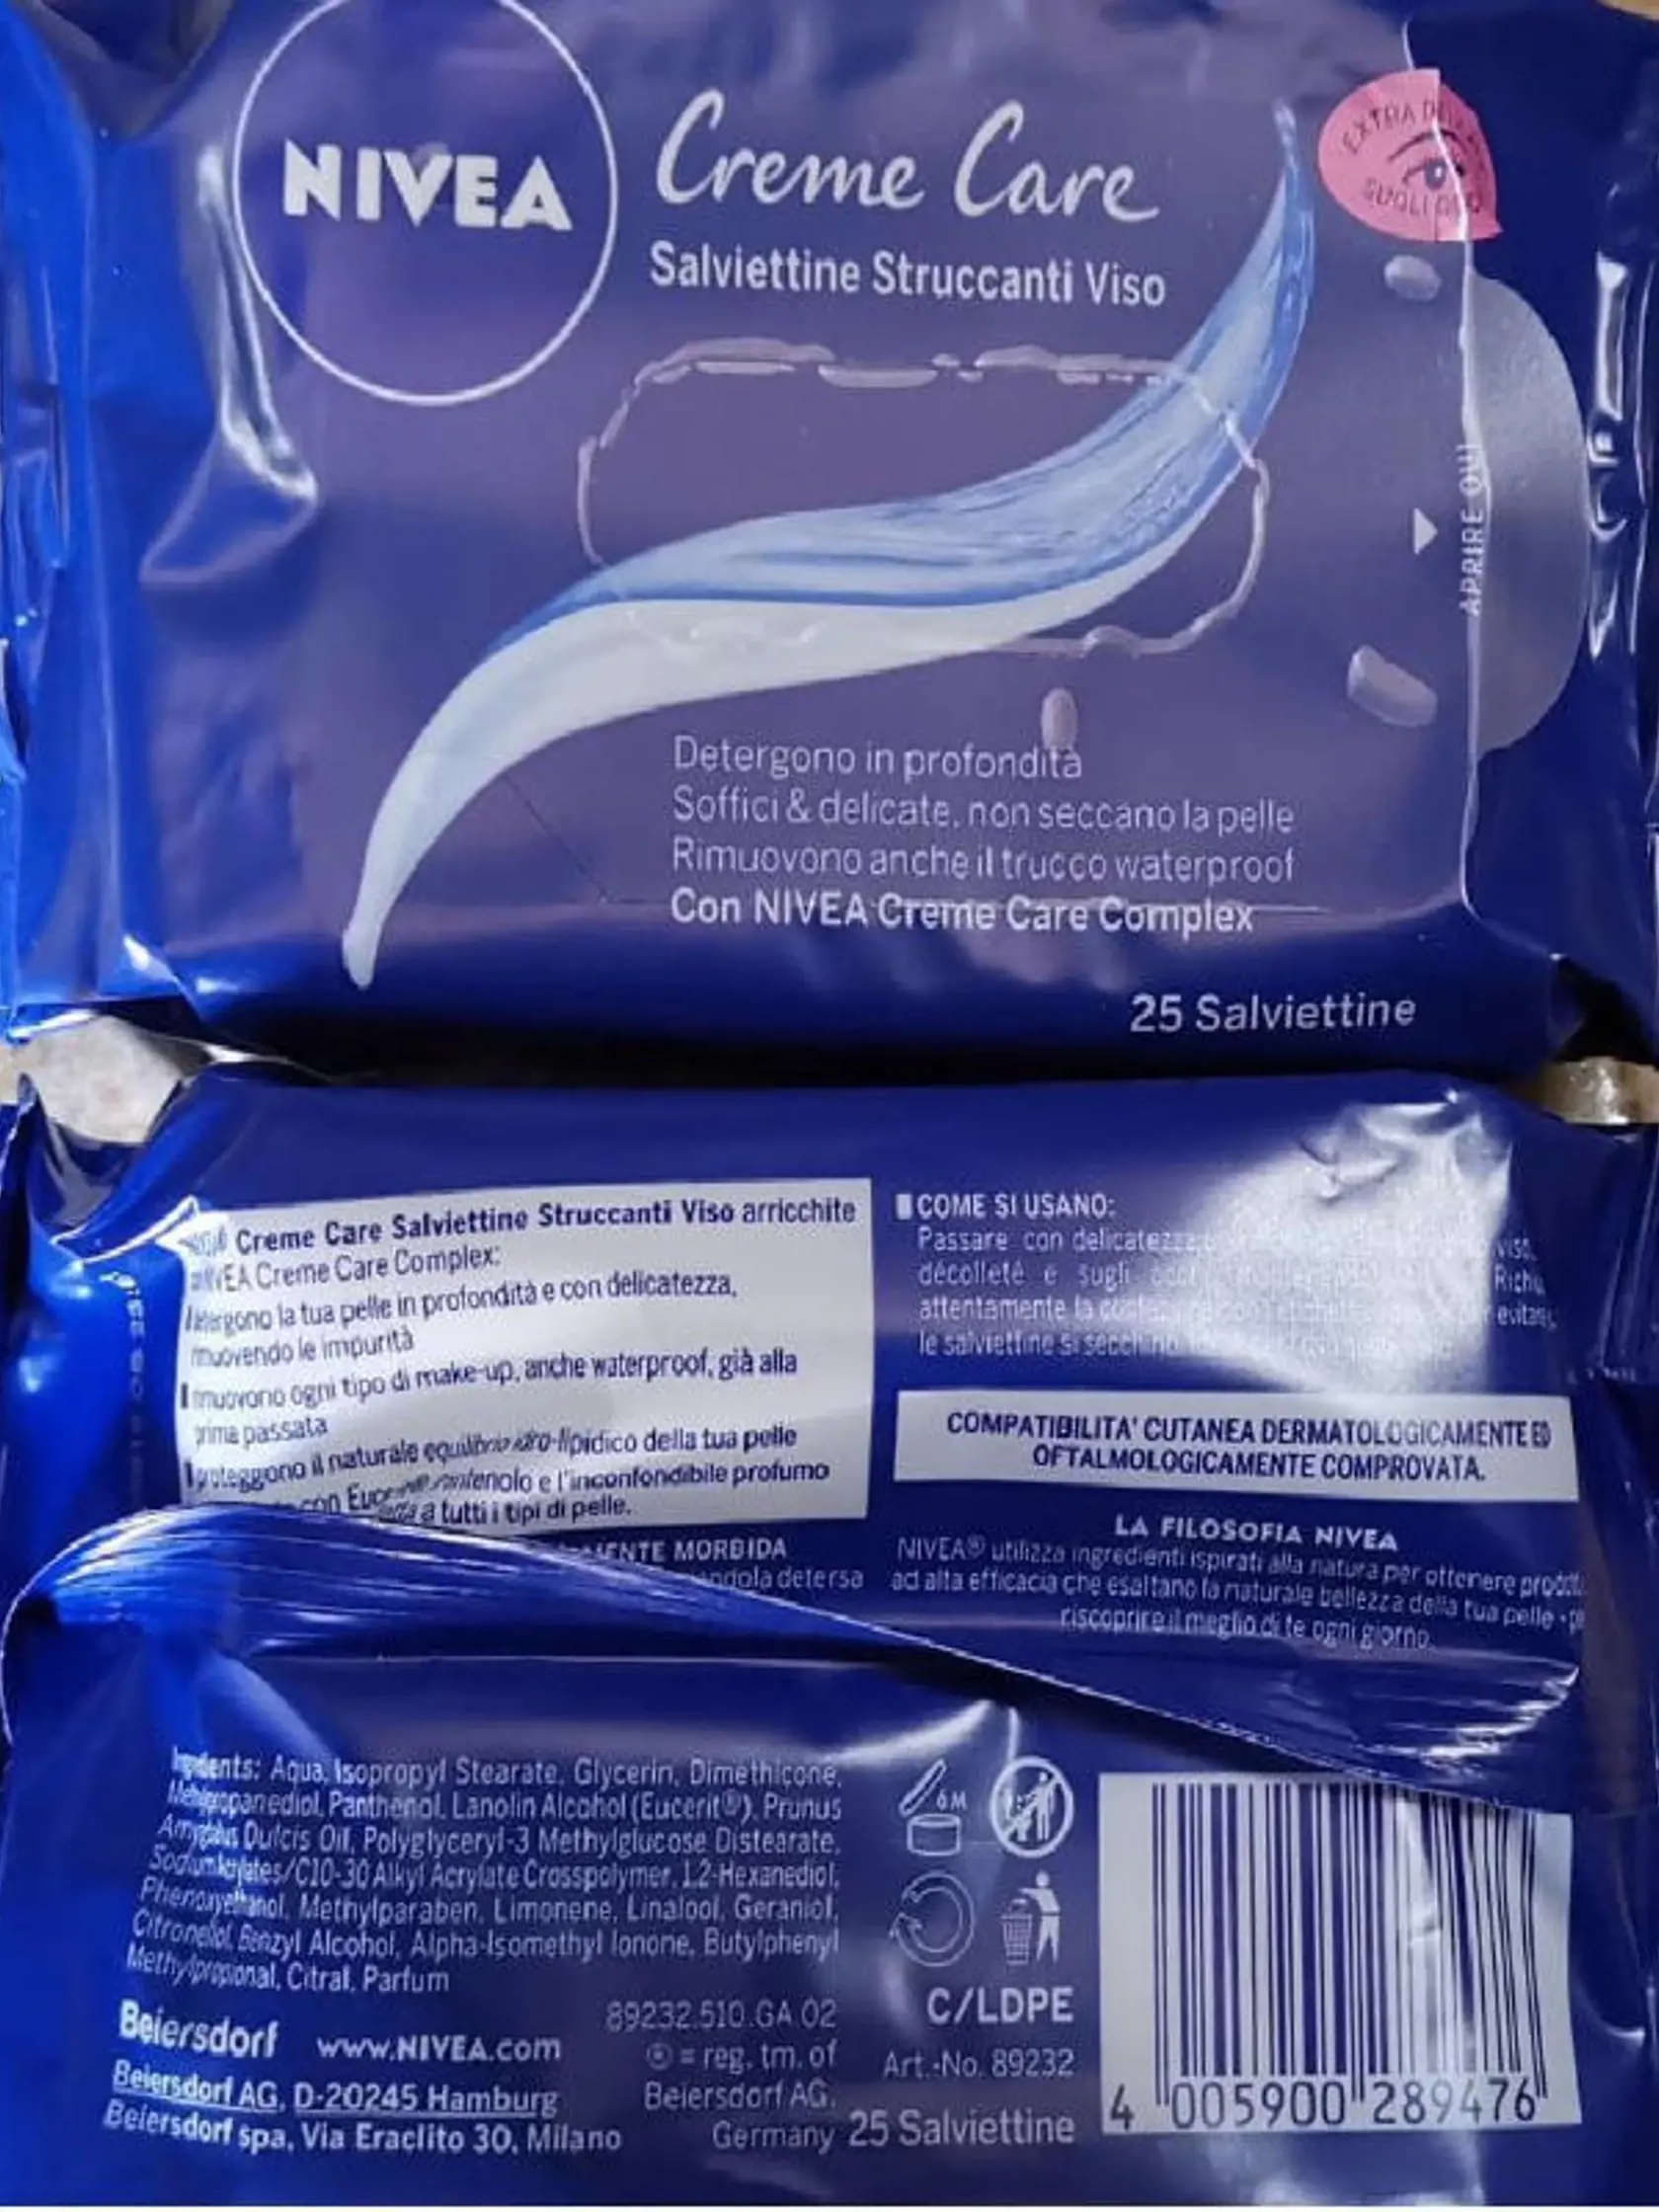 NIVEA
Creme Care
Salviettine Struccanti Viso
EXTRA
SUGLI
APRIRE QUI
Detergono in profondità
Soffici & delicate, non seccano la pelle
Rimuovono anche il trucco waterproof
Con NIVEA Creme Care Complex
25 Salviettine
Creme Care Salviettine Struccanti Viso arricchite
Creme Care Complex:
la tua pelle in profondità e con delicatezza,
le impurità
ogni tipo di make-up, anche waterproof, già alla
prima passata
il naturale equilibrio idro-lipidico della tua pelle
con e l'inconfondibile profumo
a tutti i tipi di pelle.
MORBIDA
detersa
COME SI USANO:
Passare con
décolleté e sugli
attentamente la evitare
le salviettine si
COMPATIBILITA' CUTANEA DERMATOLOGICAMENTE ED
OFTALMOLOGICAMENTE COMPROVATA.
LA FILOSOFIA NIVEA
NIVEA® utilizza ingredienti ispirati alla natura per ottenere
ad alta efficacia che esaltano la naturale bellezza della tua pelle -
riscoprire il meglio di te ogni giorno.
Aqua, Isopropyl Stearate, Glycerin, Dimethicone,
Panthenol, Lanolin Alcohol (Eucerit®), Prunus
Dulcis Oil, Polyglyceryl-3 Methylglucose Distearate,
C10-30 Alkyl Acrylate Crosspolymer, 1,2-Hexanediol,
Phenoxyethanol, Methylparaben, Limonene, Linalool, Geraniol,
Citronellol, Benzyl Alcohol, Alpha-Isomethyl Ionone, Butylphenyl
Methylpropional, Citral, Parfum
6M
Beiersdorf www.NIVEA.com
Beiersdorf AG, D-20245 Hamburg
Beiersdorf spa, Via Eraclito 30, Milano
89232.510.GA 02
® = reg. tm. of
Beiersdorf AG,
Germany
C/LDPE
Art.-No. 89232
25 Salviettine
4 005900 289476